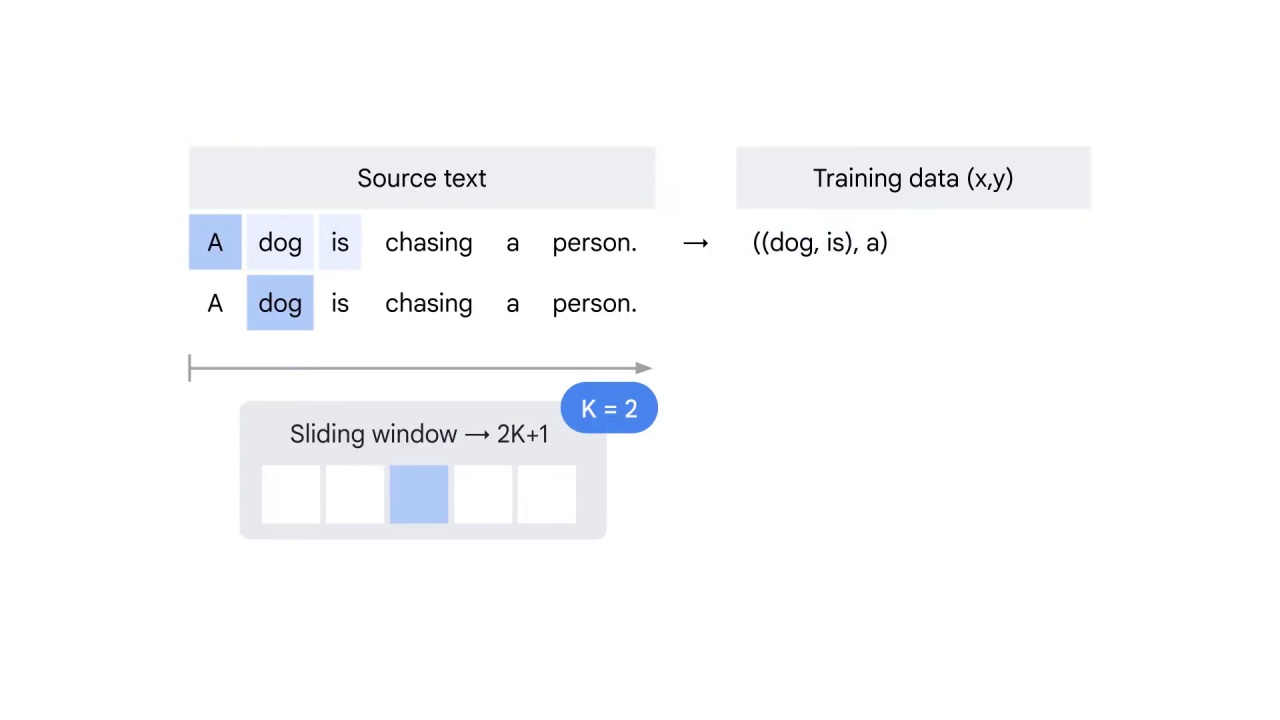 Source text
Training data (x,y)
A dog is chasing a person. → ((dog, is), a)
A dog is chasing a person.
K = 2
Sliding window → 2K+1